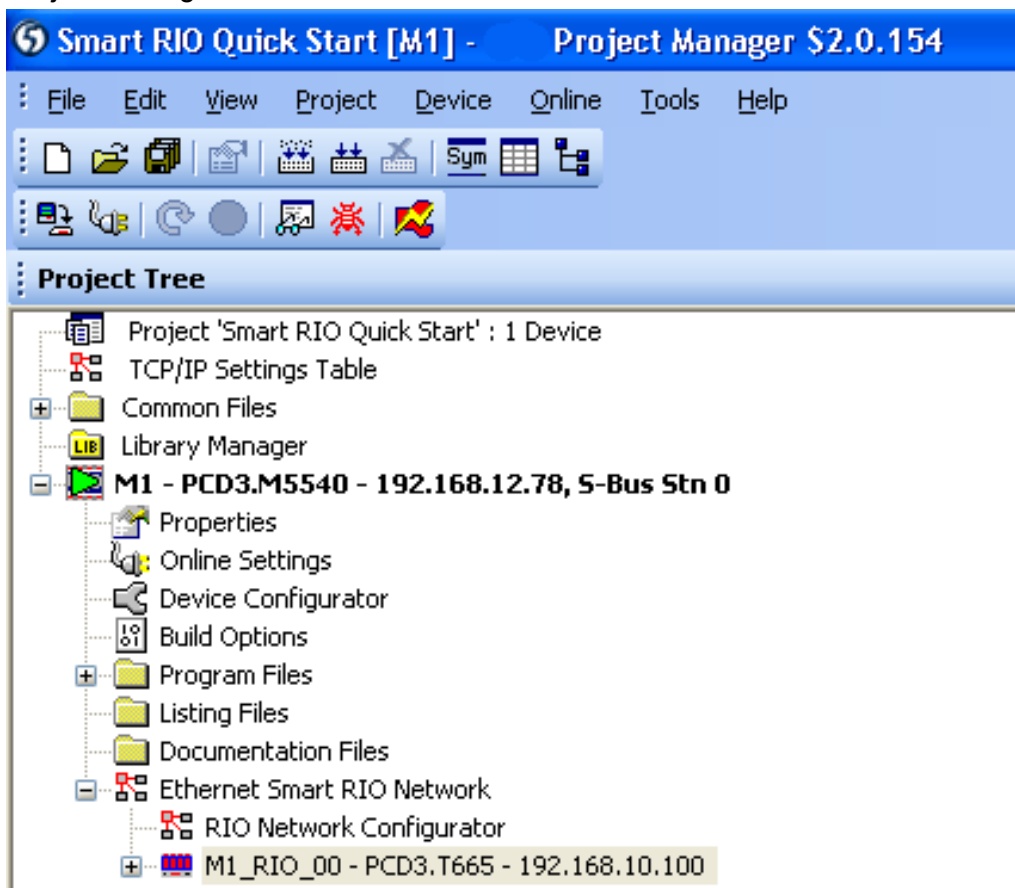 Smart RIO Quick Start [M1] - Project Manager $2.0.154
File Edit View Project Device Online Tools Help
Sym
Project Tree
Project 'Smart RIO Quick Start' : 1 Device
TCP/IP Settings Table
Common Files
LIB Library Manager
M1 - PCD3.M5540 - 192.168.12.78, S-Bus Stn 0
Properties
Online Settings
Device Configurator
Build Options
Program Files
Listing Files
Documentation Files
Ethernet Smart RIO Network
RIO Network Configurator
M1_RIO_00 - PCD3.T665 - 192.168.10.100